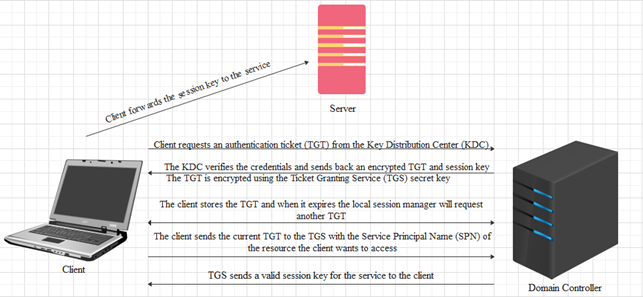 Client forwards the session key to the service
Server
Client requests an authentication ticket (TGT) from the Key Distribution Center (KDC)
The KDC verifies the credentials and sends back an encrypted TGT and session key
The TGT is encrypted using the Ticket Granting Service (TGS) secret key
The client stores the TGT and when it expires the local session manager will request
another TGT
The client sends the current TGT to the TGS with the Service Principal Name (SPN) of
the resource the client wants to access
Client
TGS sends a valid session key for the service to the client
Domain Controller